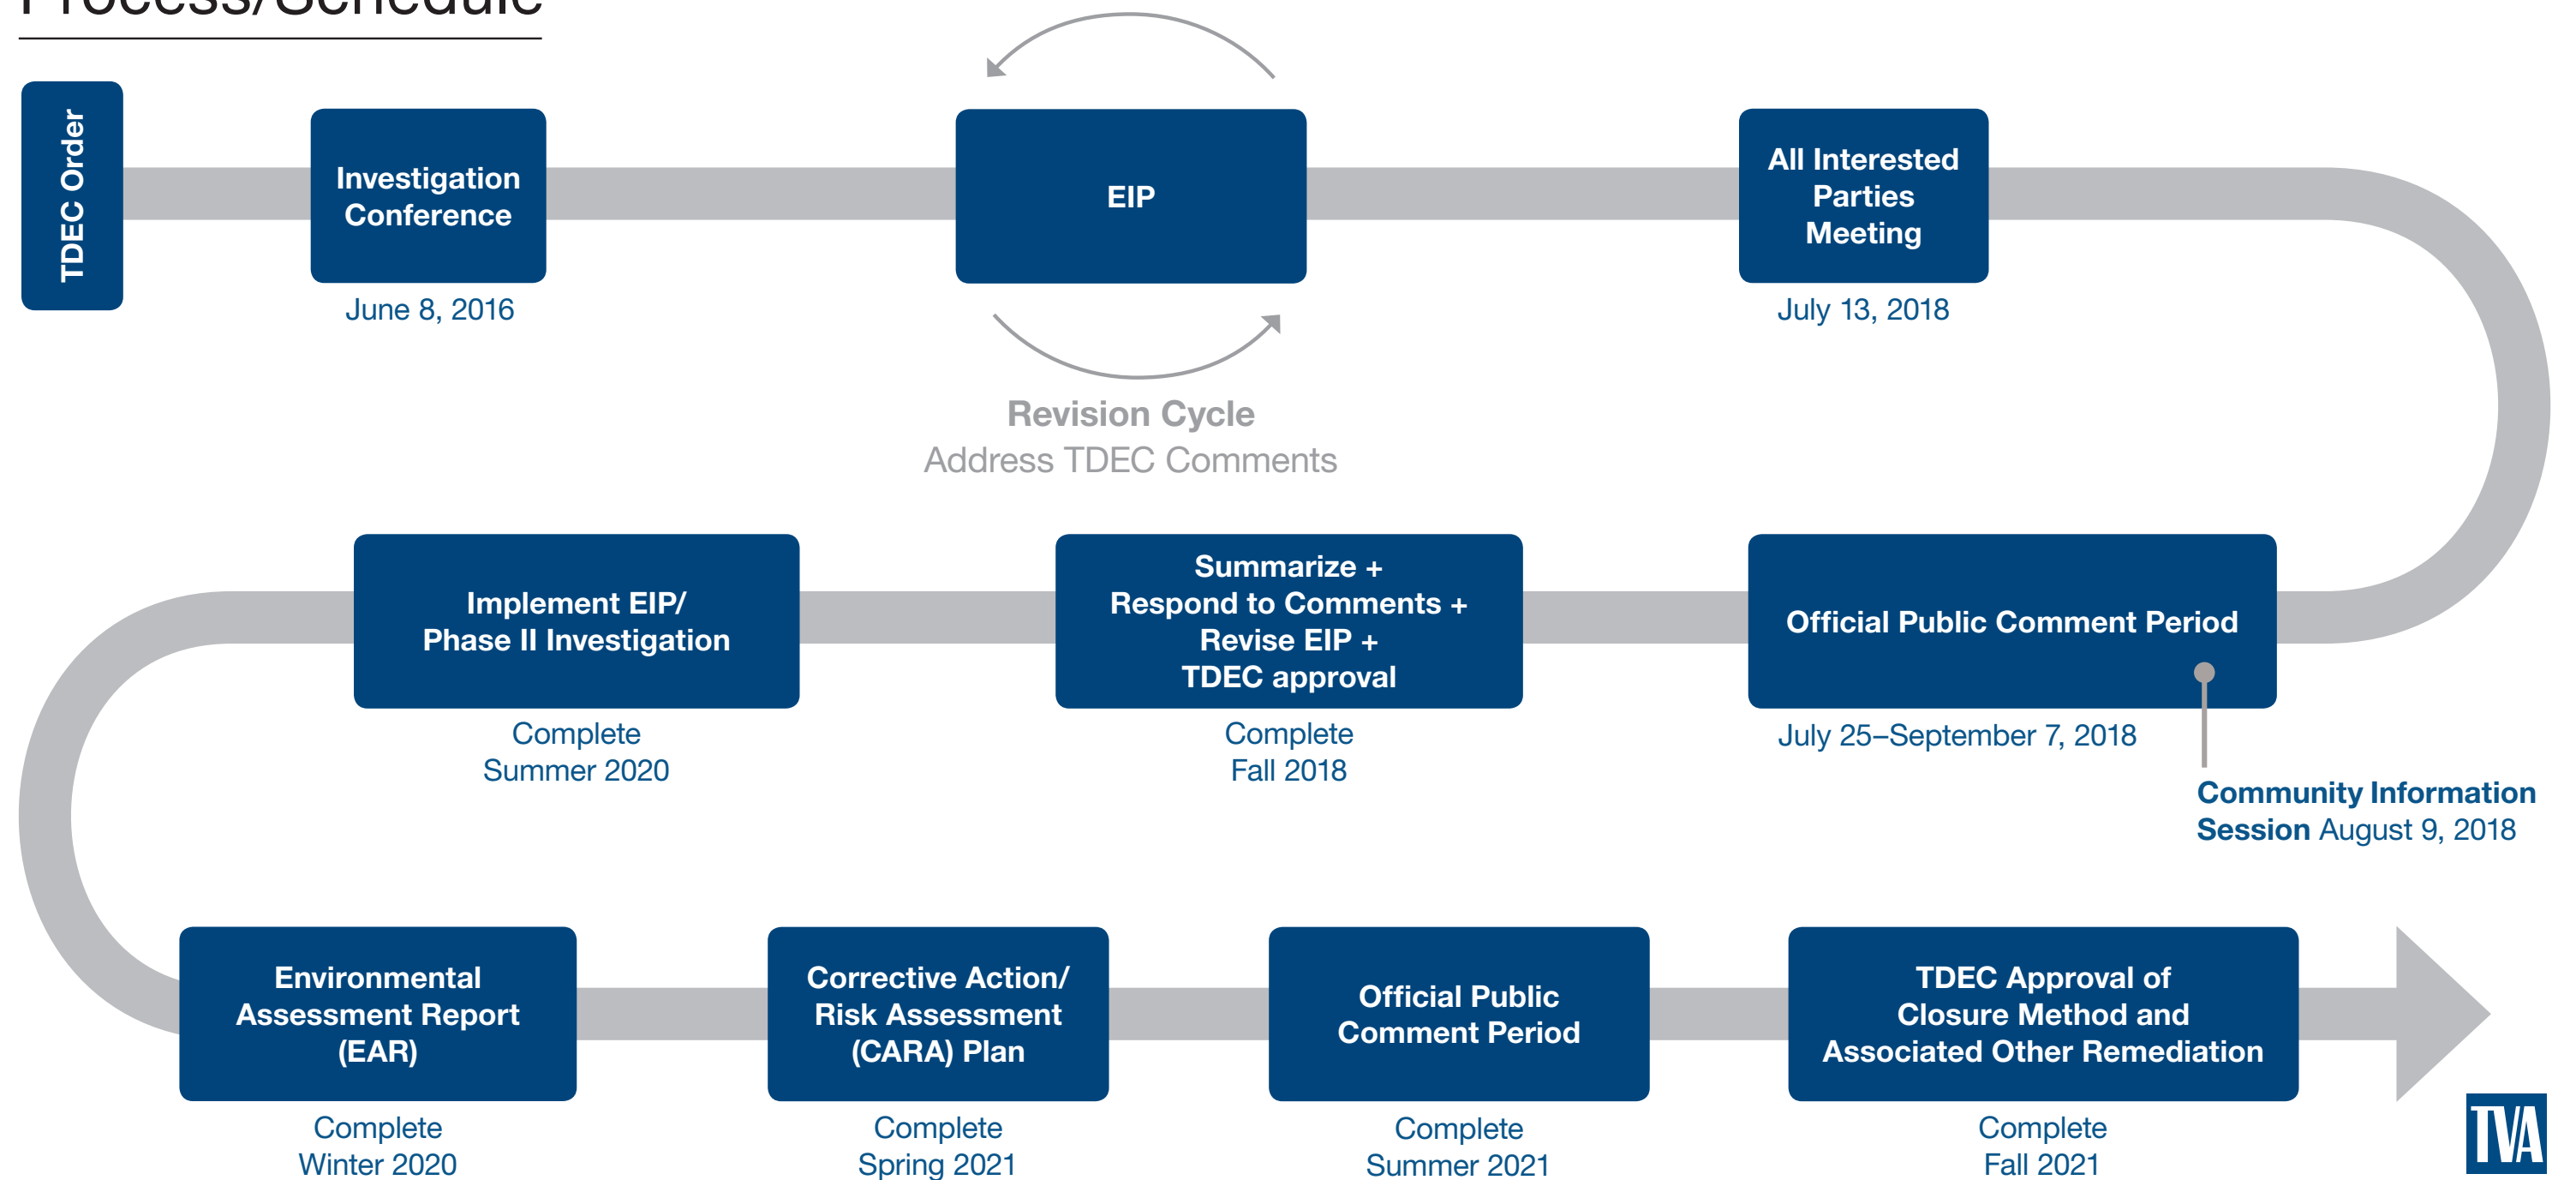 Process/Schedule
TDEC Order
Investigation
Conference
June 8, 2016
EIP
Revision Cycle
Address TDEC Comments
All Interested
Parties
Meeting
July 13, 2018
Official Public Comment Period
July 25–September 7, 2018
Community Information
Session August 9, 2018
Summarize +
Respond to Comments +
Revise EIP +
TDEC approval
Complete
Fall 2018
Implement EIP/
Phase II Investigation
Complete
Summer 2020
Environmental
Assessment Report
(EAR)
Complete
Winter 2020
Corrective Action/
Risk Assessment
(CARA) Plan
Complete
Spring 2021
Official Public
Comment Period
Complete
Summer 2021
TDEC Approval of
Closure Method and
Associated Other Remediation
Complete
Fall 2021
TVA